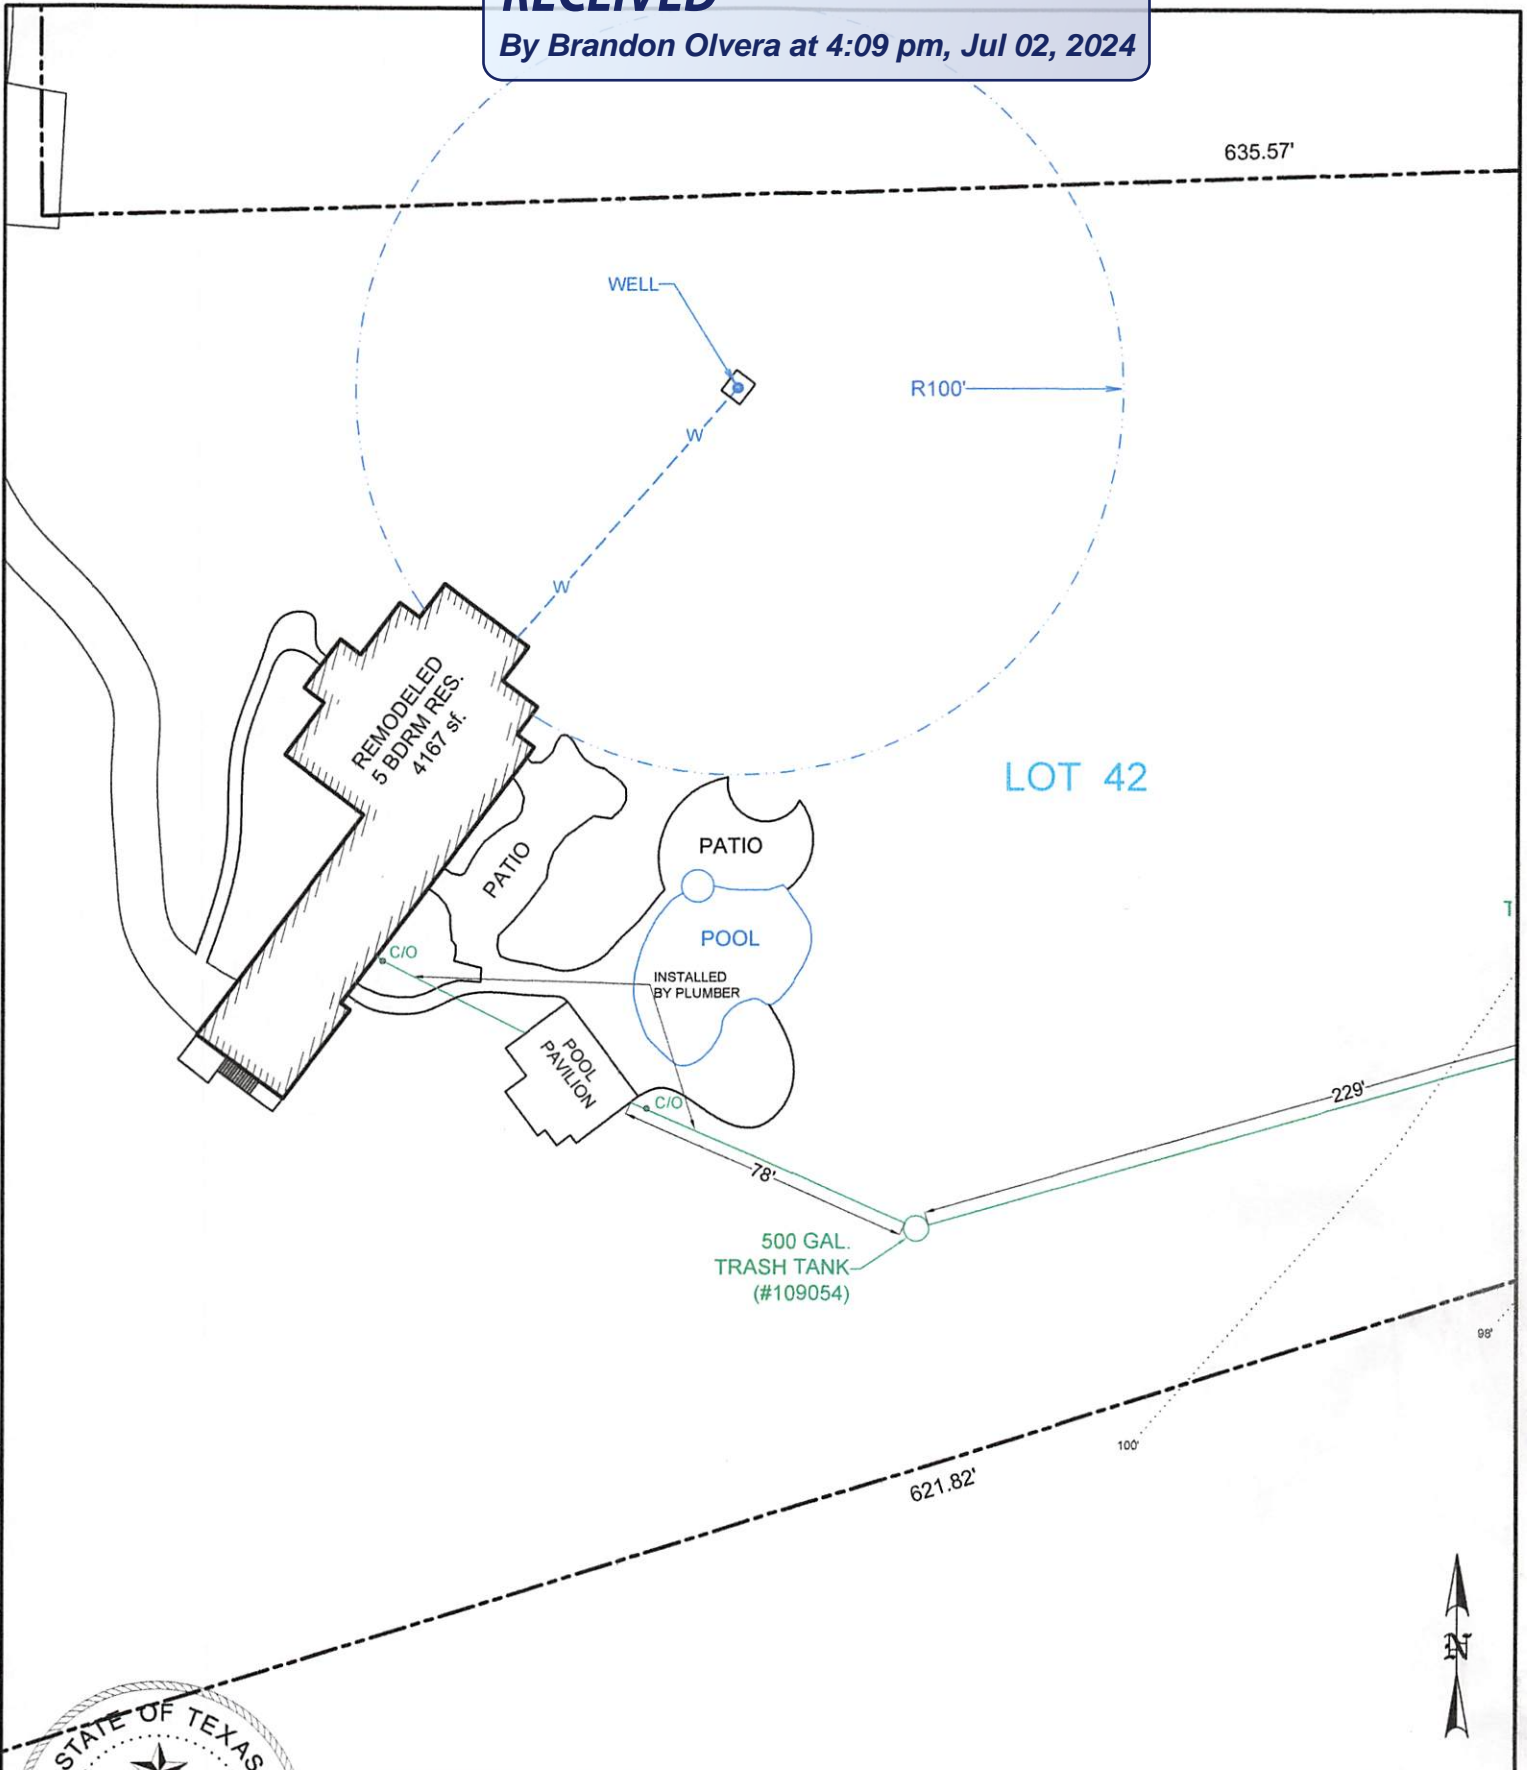 RECEIVED
By Brandon Olvera at 4:09 pm, Jul 02, 2024
635.57'
WELL
R100'
W
W
REMODELED
5 BDRM RES.
4167 sf.
LOT 42
PATIO
PATIO
POOL
C/O
INSTALLED
BY PLUMBER
POOL
PAVILION
C/O
78'
229'
500 GAL.
TRASH TANK
(#109054)
98'
100'
621.82'
N
STATE OF TEXAS